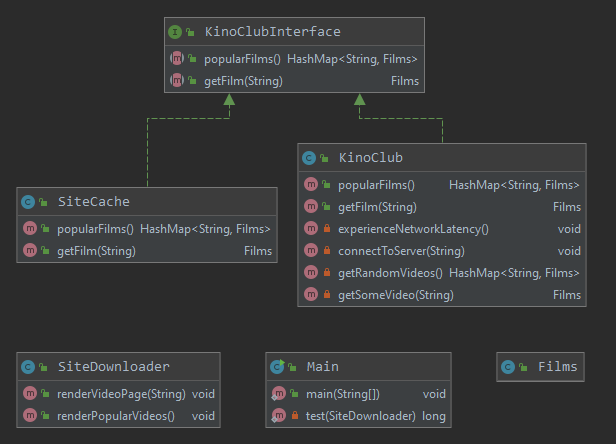 KinoClubInterface
popularFilms() HashMap<String, Films>
getFilm(String) Films
KinoClub
popularFilms() HashMap<String, Films>
getFilm(String) Films
experienceNetworkLatency() void
connectToServer(String) void
getRandomVideos() HashMap<String, Films>
getSomeVideo(String) Films
SiteCache
popularFilms() HashMap<String, Films>
getFilm(String) Films
SiteDownloader
renderVideoPage(String) void
renderPopularVideos() void
Main
main(String[]) void
test(SiteDownloader) long
Films